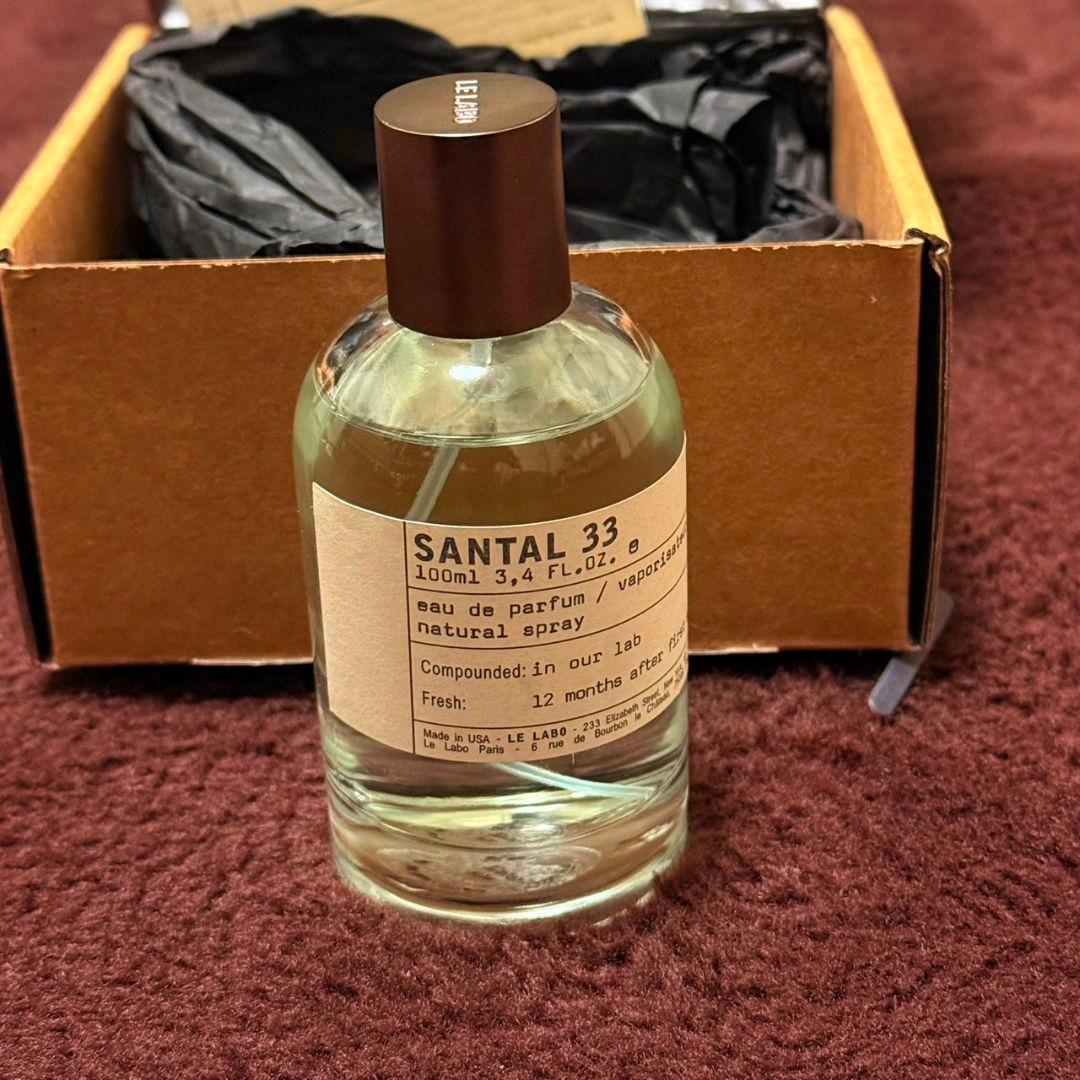 LE LABO
SANTAL 33
100ml 3,4 FL.OZ. e
eau de parfum /
natural spray
Compounded: in our lab
Fresh: 12 months after
Made in USA - LE LABO - 233 Elizabeth Street, New
Le Labo Paris - 6 rue de Bourbon le Château,